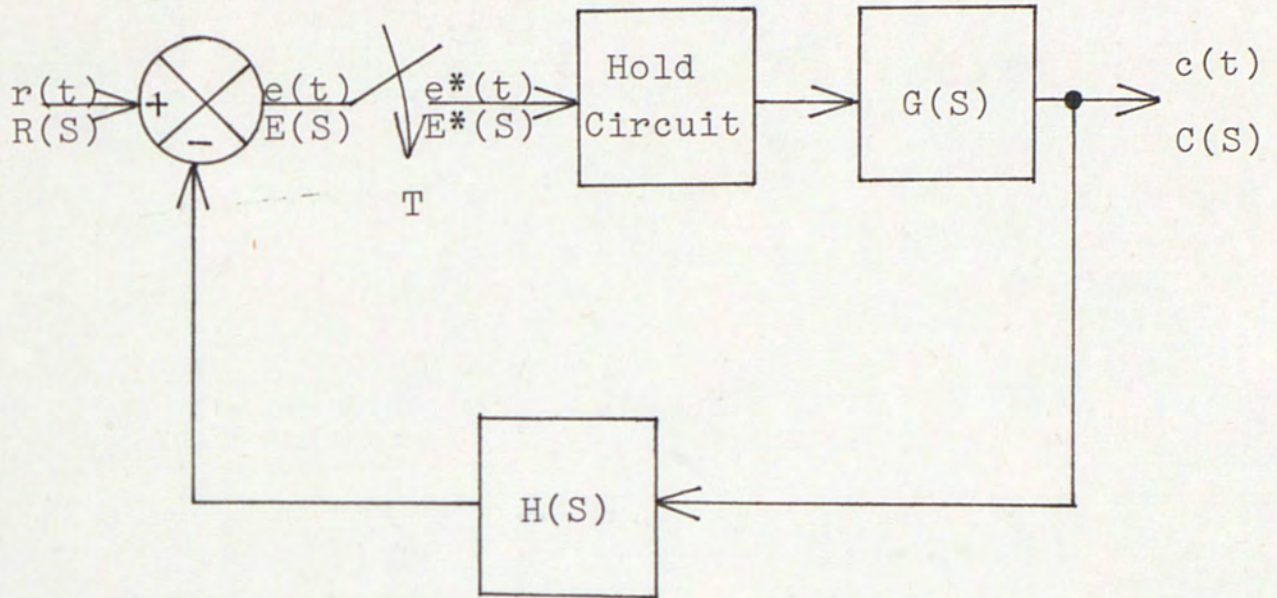 r(t)
R(S)
+
−
e(t)
E(S)
T
e*(t)
E*(S)
Hold
Circuit
G(S)
c(t)
C(S)
H(S)